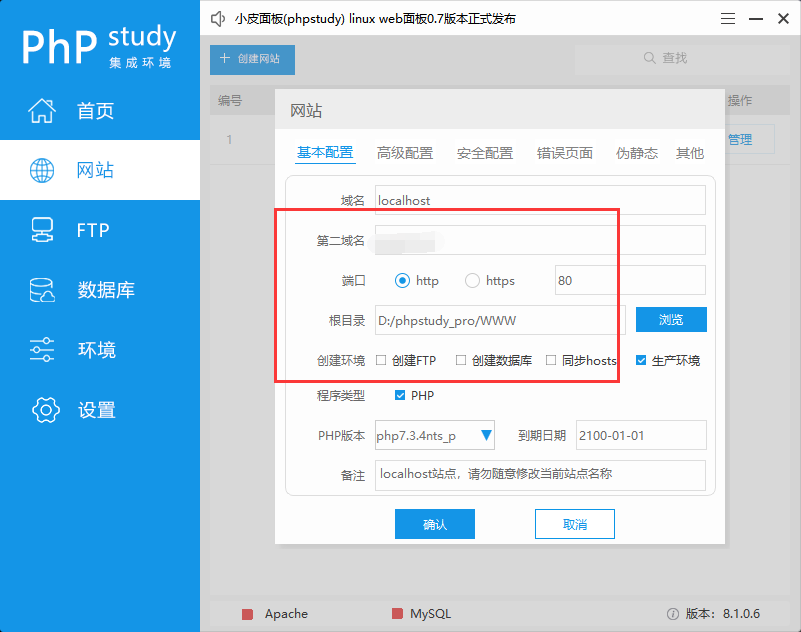 PhP study
集成环境
小皮面板(phpstudy) linux web面板0.7版本正式发布
首页
网站
FTP
数据库
环境
设置
创建网站
查找
编号
操作
1
管理
网站
基本配置 高级配置 安全配置 错误页面 伪静态 其他
域名 localhost
第二域名
端口 http https 80
根目录 D:/phpstudy_pro/WWW 浏览
创建环境 创建FTP 创建数据库 同步hosts 生产环境
程序类型 PHP
PHP版本 php7.3.4nts_p 到期日期 2100-01-01
备注 localhost站点，请勿随意修改当前站点名称
确认 取消
Apache MySQL 版本: 8.1.0.6